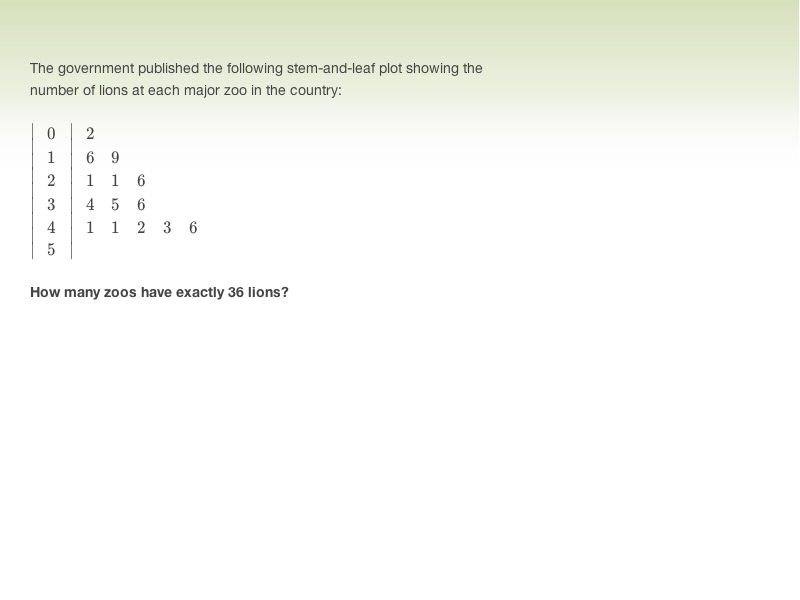 The government published the following stem-and-leaf plot showing the
number of lions at each major zoo in the country:
0 2
1 6 9
2 1 1 6
3 4 5 6
4 1 1 2 3 6
5
How many zoos have exactly 36 lions?